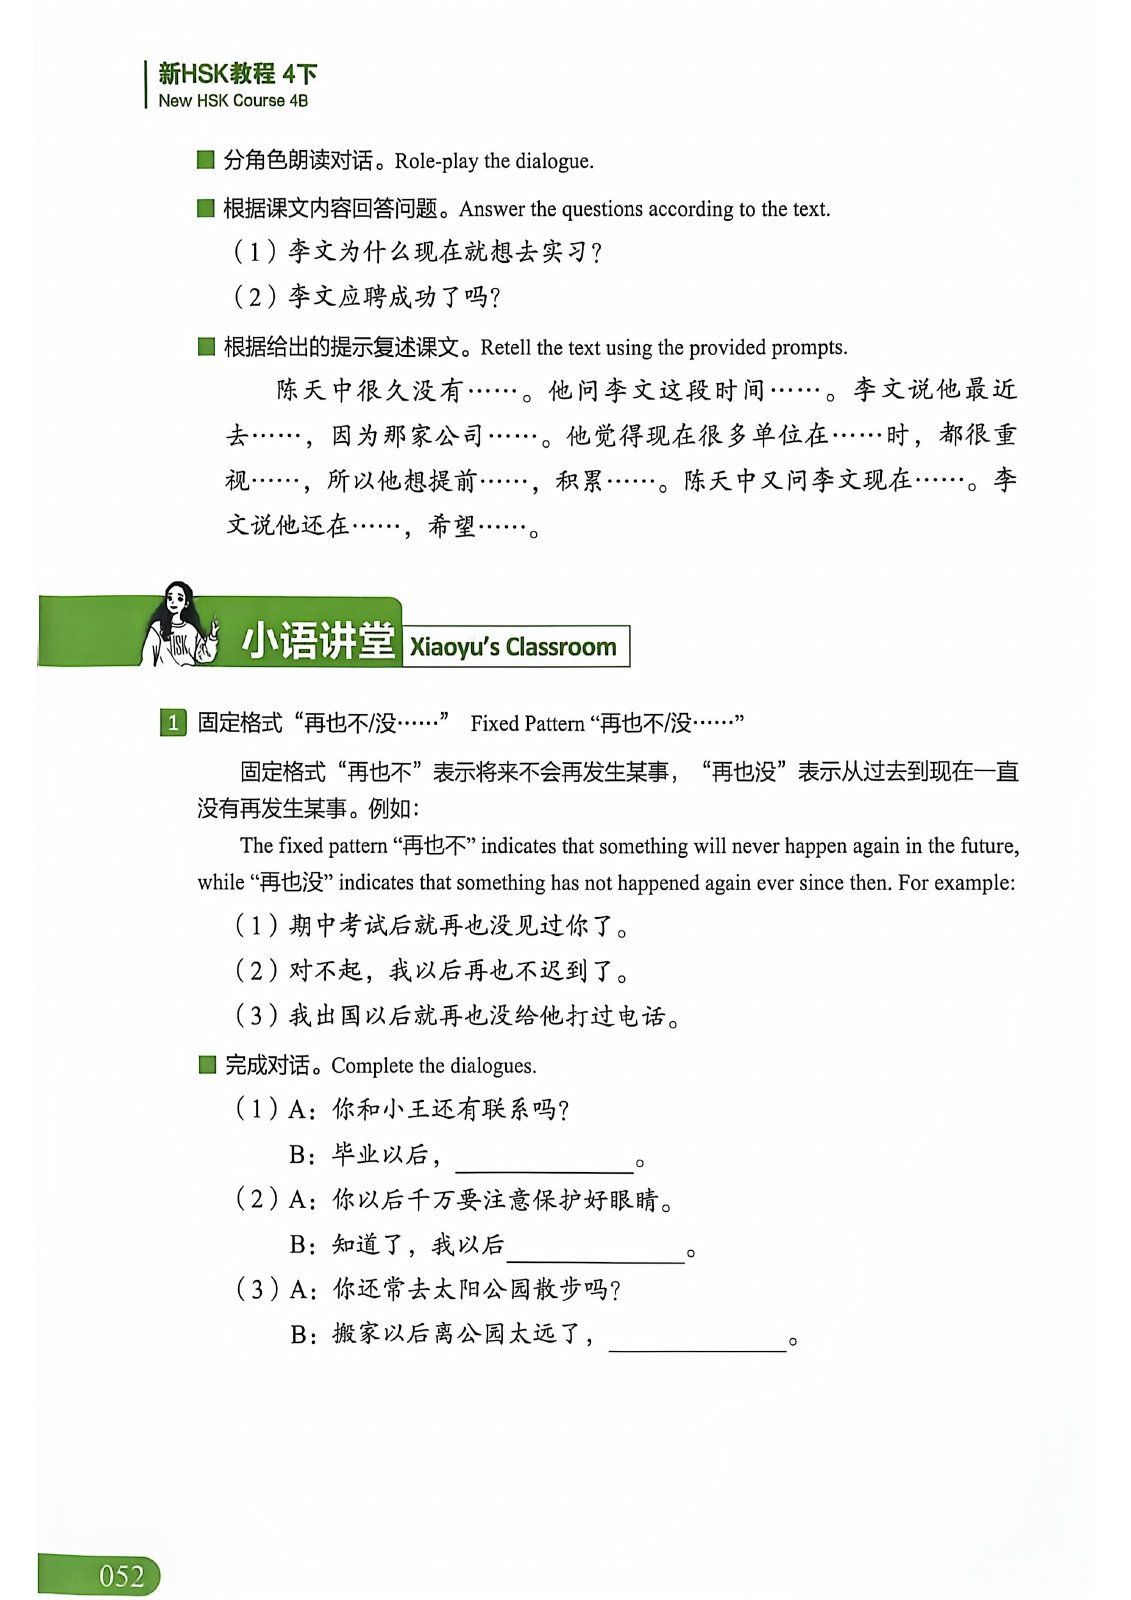 新HSK教程 4下
New HSK Course 4B
分角色朗读对话。Role-play the dialogue.
根据课文内容回答问题。Answer the questions according to the text.
（1）李文为什么现在就想去实习？
（2）李文应聘成功了吗？
根据给出的提示复述课文。Retell the text using the provided prompts.
陈天中很久没有……。他问李文这段时间……。李文说他最近
去……，因为那家公司……。他觉得现在很多单位在……时，都很重
视……，所以他想提前……，积累……。陈天中又问李文现在……。李
文说他还在……，希望……。
HSK
小语讲堂 Xiaoyu's Classroom
1 固定格式“再也不/没……” Fixed Pattern “再也不/没……”
固定格式“再也不”表示将来不会再发生某事，“再也没”表示从过去到现在一直
没有再发生某事。例如：
The fixed pattern “再也不” indicates that something will never happen again in the future,
while “再也没” indicates that something has not happened again ever since then. For example:
（1）期中考试后就再也没见过你了。
（2）对不起，我以后再也不迟到了。
（3）我出国以后就再也没给他打过电话。
完成对话。Complete the dialogues.
（1）A：你和小王还有联系吗？
B：毕业以后，______________。
（2）A：你以后千万要注意保护好眼睛。
B：知道了，我以后______________。
（3）A：你还常去太阳公园散步吗？
B：搬家以后离公园太远了，______________。
052